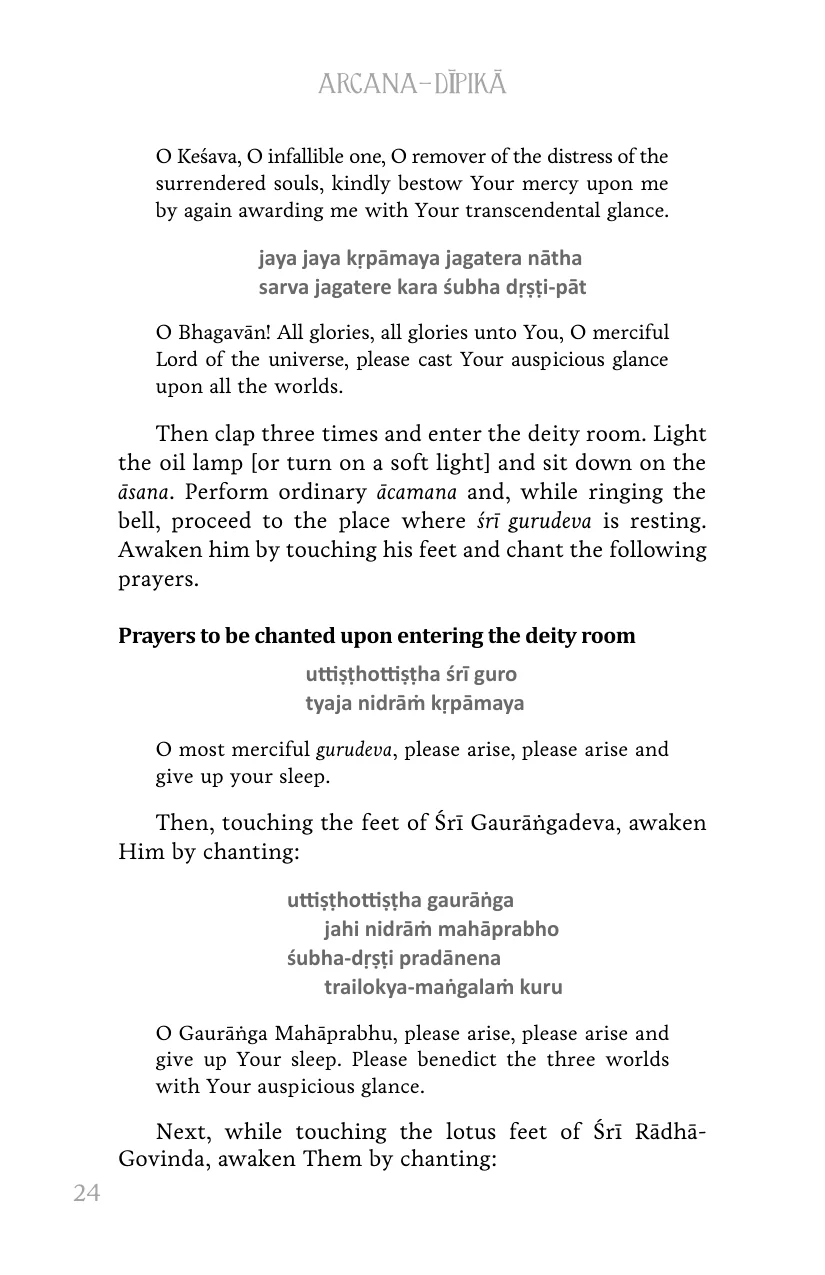 ARCANA–DĪPIKĀ
O Keśava, O infallible one, O remover of the distress of the
surrendered souls, kindly bestow Your mercy upon me
by again awarding me with Your transcendental glance.
jaya jaya kṛpāmaya jagatera nātha
sarva jagatere kara śubha dṛṣṭi-pāt
O Bhagavān! All glories, all glories unto You, O merciful
Lord of the universe, please cast Your auspicious glance
upon all the worlds.
Then clap three times and enter the deity room. Light
the oil lamp [or turn on a soft light] and sit down on the
āsana. Perform ordinary ācamana and, while ringing the
bell, proceed to the place where śrī gurudeva is resting.
Awaken him by touching his feet and chant the following
prayers.
Prayers to be chanted upon entering the deity room
uttiṣṭhottiṣṭha śrī guro
tyaja nidrāṁ kṛpāmaya
O most merciful gurudeva, please arise, please arise and
give up your sleep.
Then, touching the feet of Śrī Gaurāṅgadeva, awaken
Him by chanting:
uttiṣṭhottiṣṭha gaurāṅga
jahi nidrāṁ mahāprabho
śubha-dṛṣṭi pradānena
trailokya-maṅgalaṁ kuru
O Gaurāṅga Mahāprabhu, please arise, please arise and
give up Your sleep. Please benedict the three worlds
with Your auspicious glance.
Next, while touching the lotus feet of Śrī Rādhā-
Govinda, awaken Them by chanting:
24